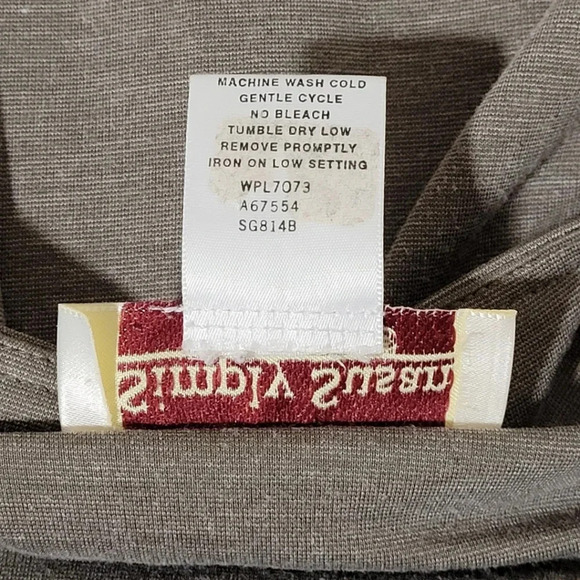 MACHINE WASH COLD
GENTLE CYCLE
NO BLEACH
TUMBLE DRY LOW
REMOVE PROMPTLY
IRON ON LOW SETTING
WPL7073
A67554
SG814B
Simply Susan